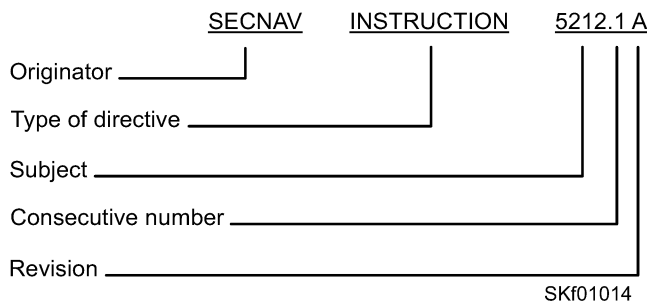 SECNAV INSTRUCTION 5212.1 A
Originator
Type of directive
Subject
Consecutive number
Revision
SKf01014